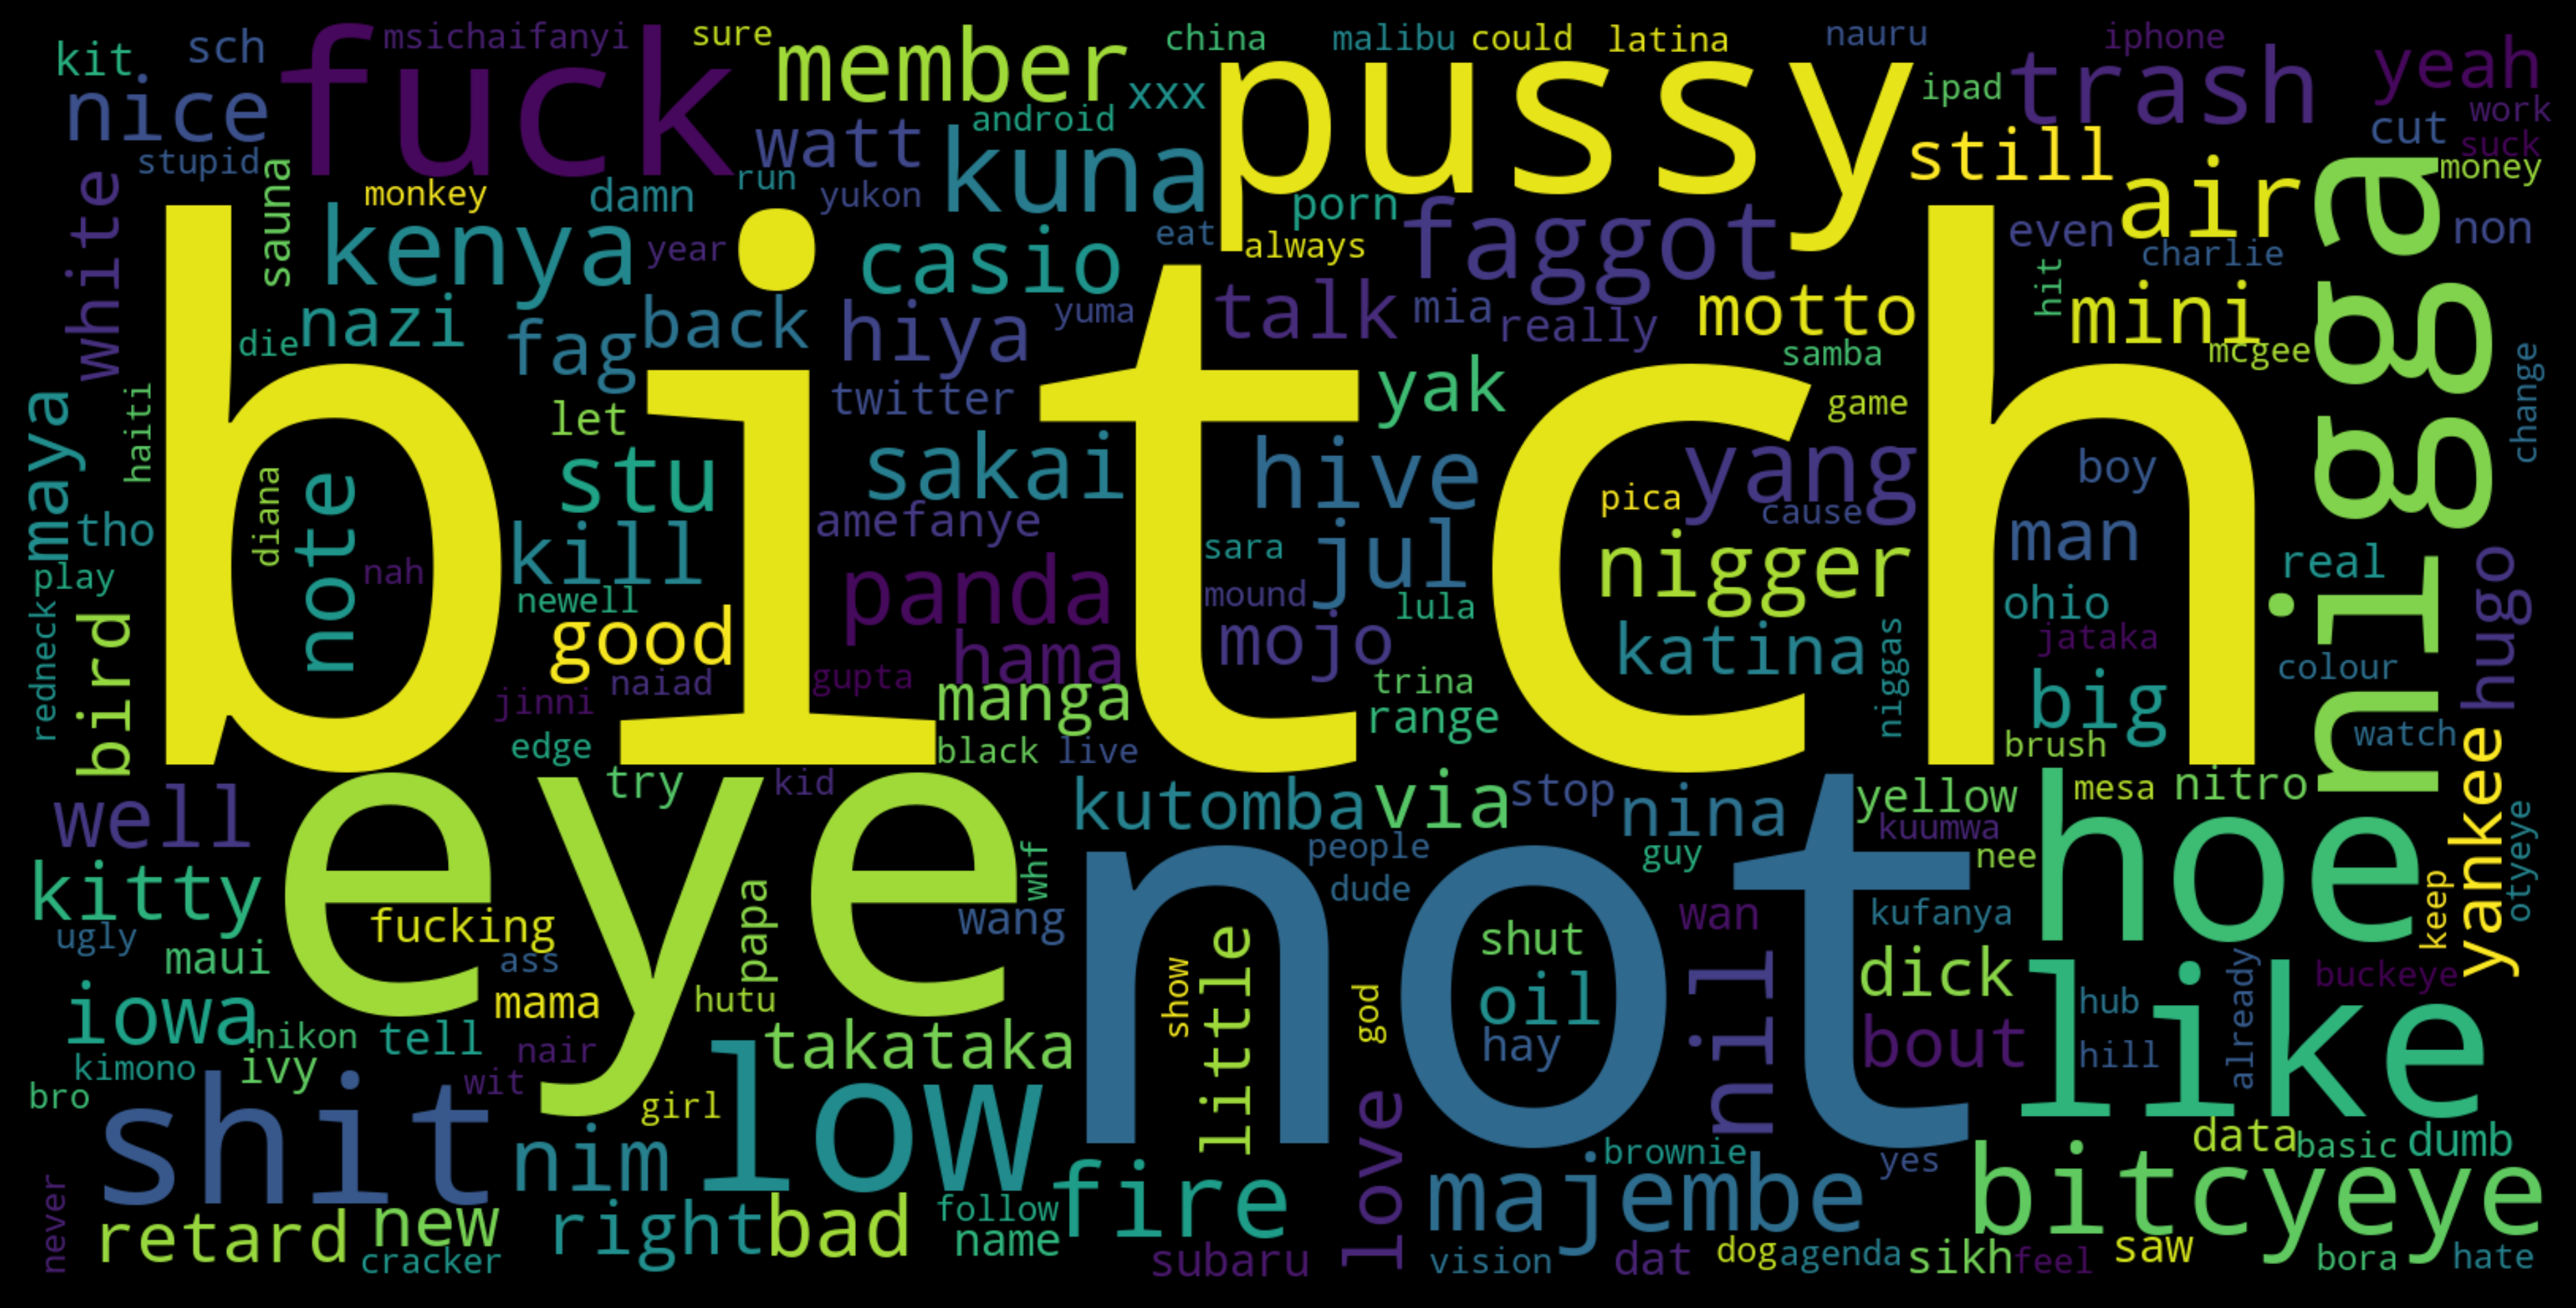 kit
sch
nice
stupid
fuck
msichaifanyi
sure
member
china
malibu
could
latina
nauru
iphone
yeah
xxx
android
watt
kuna
pussy
ipad
trash
work
cut
suck
money
still
air
non
white
sauna
monkey
damn
run
yukon
porn
faggot
even
charlie
kenya
year
casio
eat
always
nigga
nazi
die
fag
back
hiya
yuma
talk
mia
really
motto
samba
hit
mini
mcgee
change
haiti
maya
let
twitter
yak
game
bitch
diana
note
nah
tho
play
stu
sakai
hive
pica
yang
cause
boy
kill
amefanye
sara
jul
nigger
man
real
hugo
newell
panda
mound
lula
ohio
jataka
redneck
bird
good
hama
mojo
katina
niggas
colour
jinni
naiad
gupta
manga
trina
range
big
edge
black
live
brush
watch
yankee
well
try
kid
kutomba
via
stop
nina
yellow
mesa
nitro
otyeye
eye
people
guy
kuumwa
nee
hoe
kitty
whf
dude
ugly
fucking
papa
wang
not
wan
kufanya
keep
maui
ass
little
shut
dick
iowa
mama
hutu
show
god
oil
nil
hub
already
buckeye
like
nikon
tell
nair
takataka
hay
bout
hill
kimono
ivy
wit
bro
girl
shit
nim
low
love
brownie
yes
data
basic
dumb
never
retard
new
right
bad
follow
fire
majembe
bitcyeye
cracker
name
subaru
vision
dat
dog
agenda
sikh
feel
saw
bora
hate